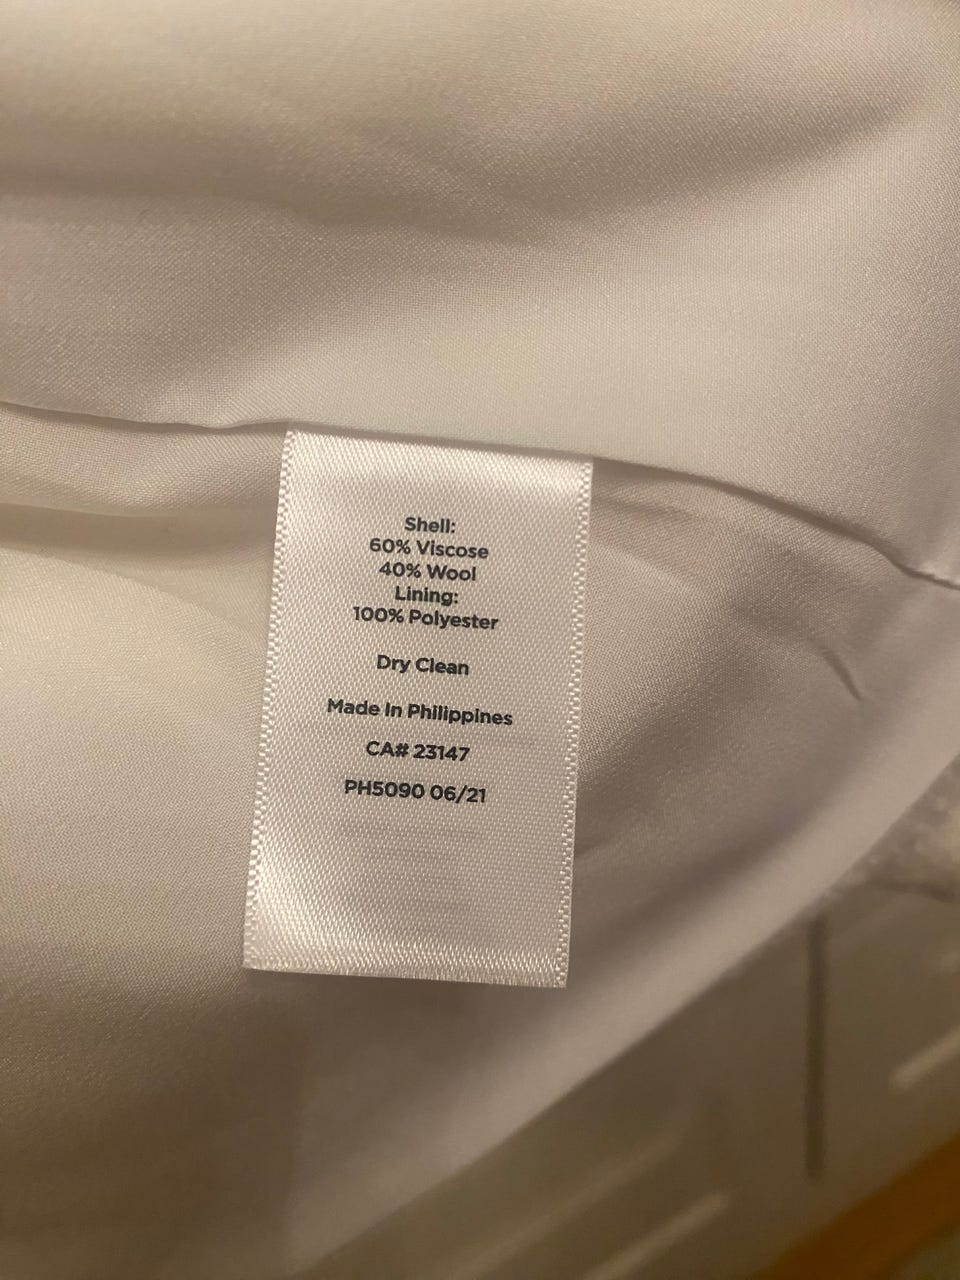 Shell:
60% Viscose
40% Wool
Lining:
100% Polyester
Dry Clean
Made In Philippines
CA# 23147
PH5090 06/21